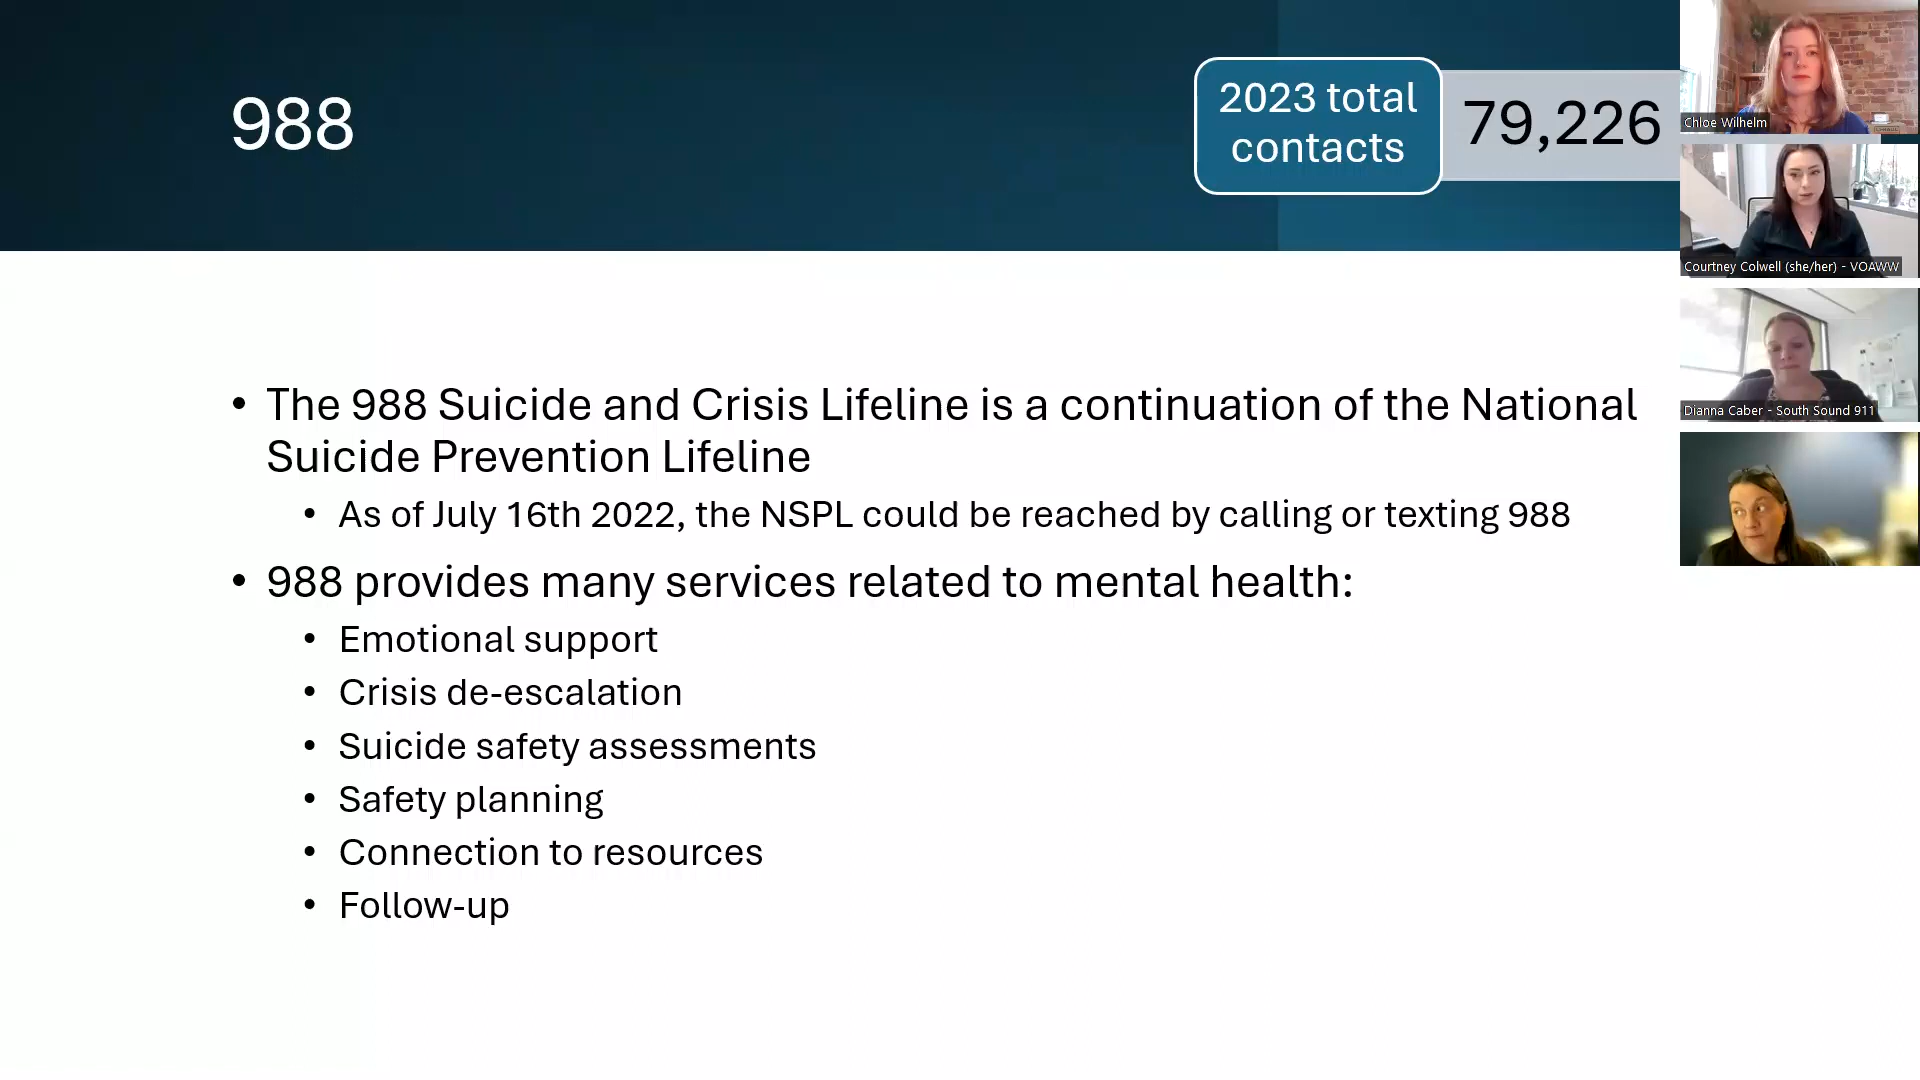 988
2023 total
contacts
79,226
• The 988 Suicide and Crisis Lifeline is a continuation of the National
Suicide Prevention Lifeline
• As of July 16th 2022, the NSPL could be reached by calling or texting 988
• 988 provides many services related to mental health:
• Emotional support
• Crisis de-escalation
• Suicide safety assessments
• Safety planning
• Connection to resources
• Follow-up
Chloe Wilhelm
Courtney Colwell (she/her) - VOAWW
Dianna Caber - South Sound 911